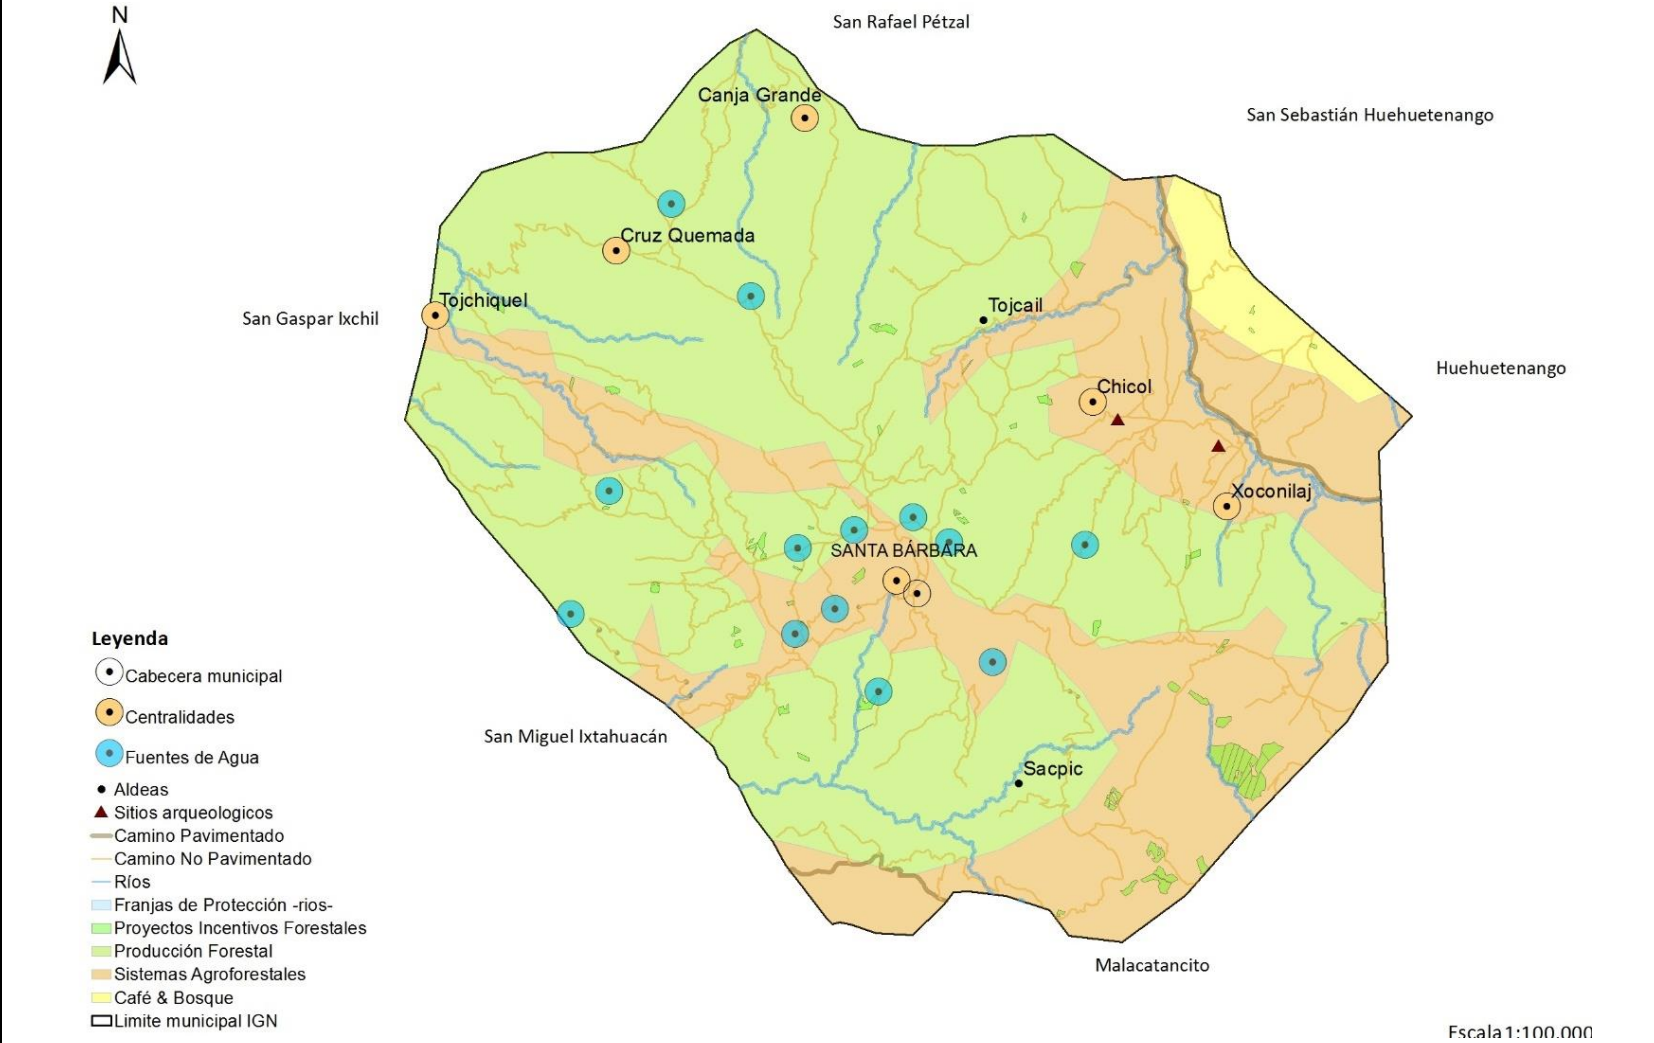 N
San Rafael Pétzal
Canja Grande
San Sebastián Huehuetenango
Cruz Quemada
Tojchiquel
San Gaspar Ixchil
Tojcail
Huehuetenango
Chicol
Xoconilaj
SANTA BÁRBARA
San Miguel Ixtahuacán
Sacpic
Malacatancito
Leyenda
Cabecera municipal
Centralidades
Fuentes de Agua
Aldeas
Sitios arqueologicos
Camino Pavimentado
Camino No Pavimentado
Ríos
Franjas de Protección -rios-
Proyectos Incentivos Forestales
Producción Forestal
Sistemas Agroforestales
Café & Bosque
Limite municipal IGN
Escala 1:100,000